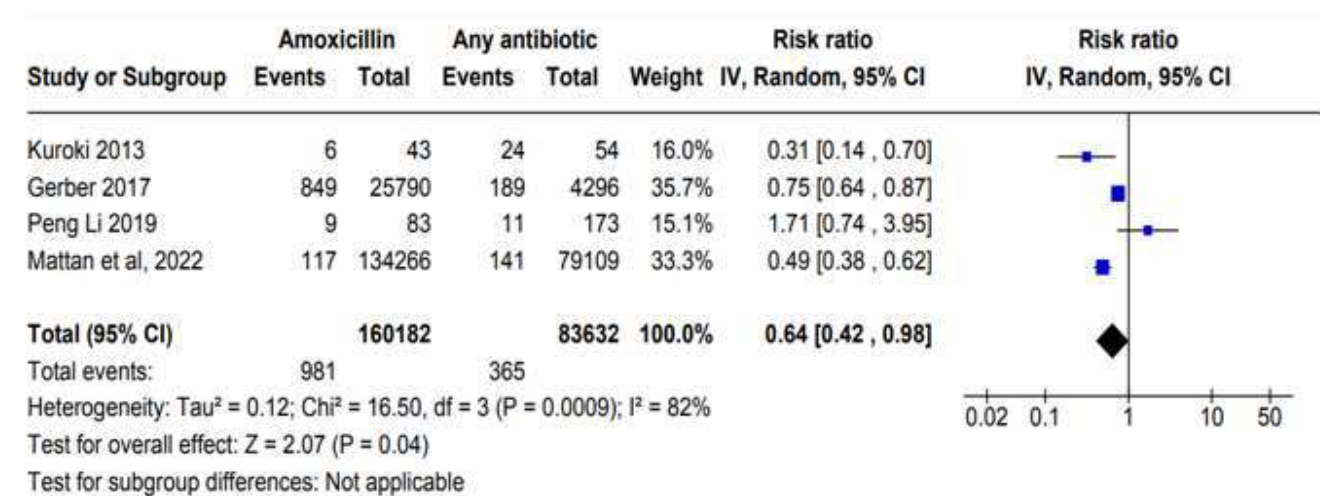 Amoxicillin Any antibiotic Risk ratio Risk ratio
Study or Subgroup Events Total Events Total Weight IV, Random, 95% CI IV, Random, 95% CI
Kuroki 2013 6 43 24 54 16.0% 0.31 [0.14 , 0.70]
Gerber 2017 849 25790 189 4296 35.7% 0.75 [0.64 , 0.87]
Peng Li 2019 9 83 11 173 15.1% 1.71 [0.74 , 3.95]
Mattan et al, 2022 117 134266 141 79109 33.3% 0.49 [0.38 , 0.62]
Total (95% CI) 160182 83632 100.0% 0.64 [0.42 , 0.98]
Total events: 981 365
Heterogeneity: Tau² = 0.12; Chi² = 16.50, df = 3 (P = 0.0009); I² = 82%
0.02 0.1 1 10 50
Test for overall effect: Z = 2.07 (P = 0.04)
Test for subgroup differences: Not applicable